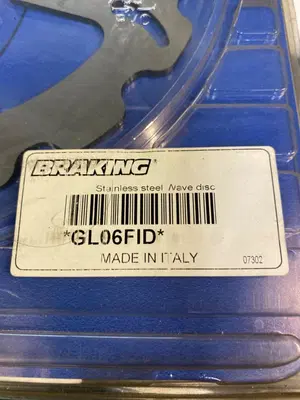 BRAKING
Stainless steel Wave disc
*GL06FID*
MADE IN ITALY
07302